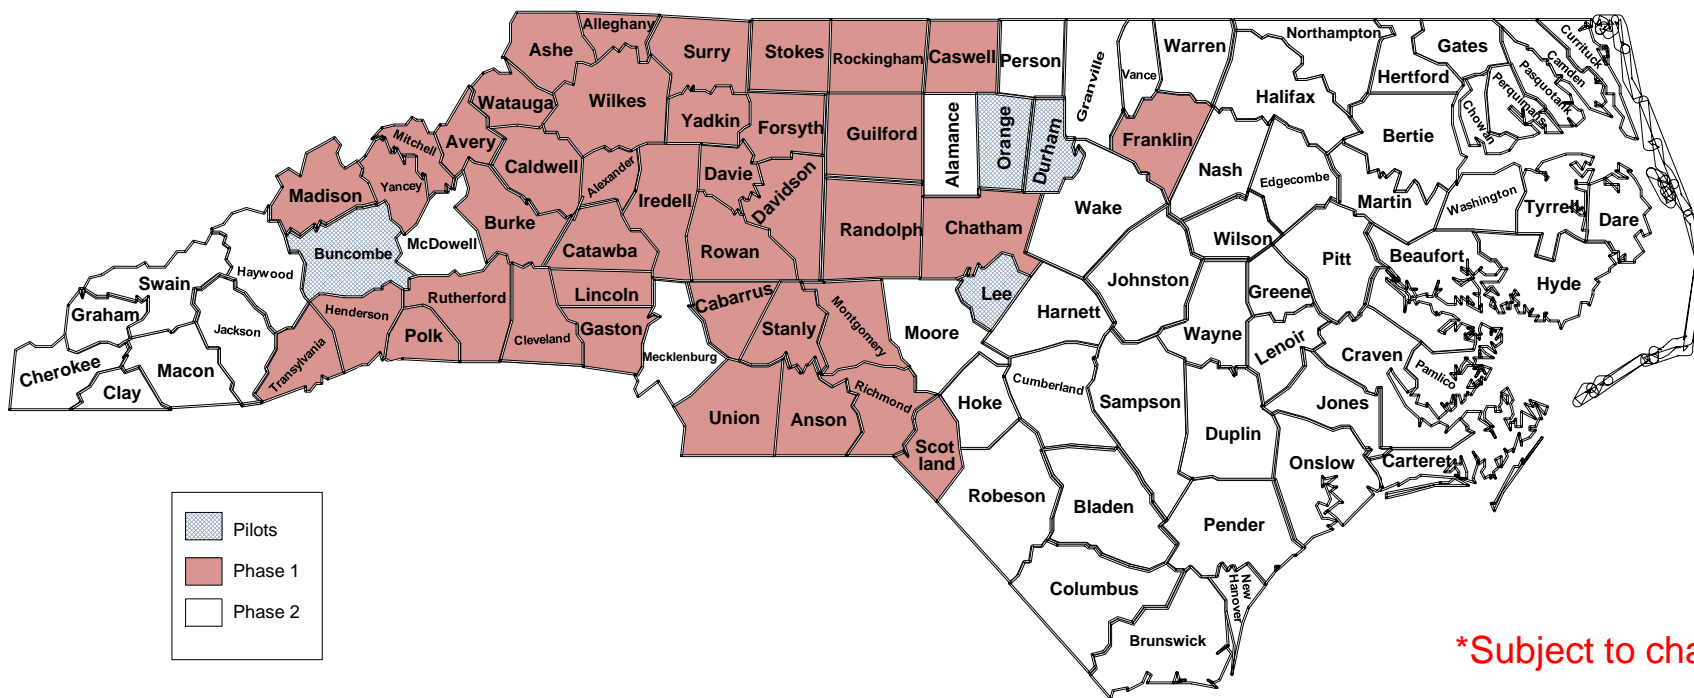 Alleghany
Ashe
Surry
Stokes
Rockingham
Caswell
Person
Granville
Vance
Warren
Northampton
Gates
Hertford
Currituck
Camden
Pasquotank
Perquimans
Chowan
Halifax
Bertie
Watauga
Wilkes
Yadkin
Forsyth
Guilford
Alamance
Orange
Durham
Franklin
Nash
Edgecombe
Martin
Washington
Tyrrell
Dare
Mitchell
Avery
Caldwell
Alexander
Iredell
Davie
Davidson
Madison
Yancey
Burke
Catawba
Rowan
Randolph
Chatham
Wake
Wilson
Pitt
Beaufort
Hyde
Buncombe
McDowell
Haywood
Swain
Graham
Jackson
Cherokee
Clay
Macon
Transylvania
Henderson
Rutherford
Polk
Cleveland
Lincoln
Gaston
Mecklenburg
Cabarrus
Stanly
Montgomery
Moore
Lee
Harnett
Johnston
Greene
Wayne
Lenoir
Craven
Pamlico
Jones
Carteret
Onslow
Union
Anson
Richmond
Scot
land
Hoke
Cumberland
Sampson
Duplin
Robeson
Bladen
Pender
Columbus
New
Hanover
Brunswick
Pilots
Phase 1
Phase 2
*Subject to cha